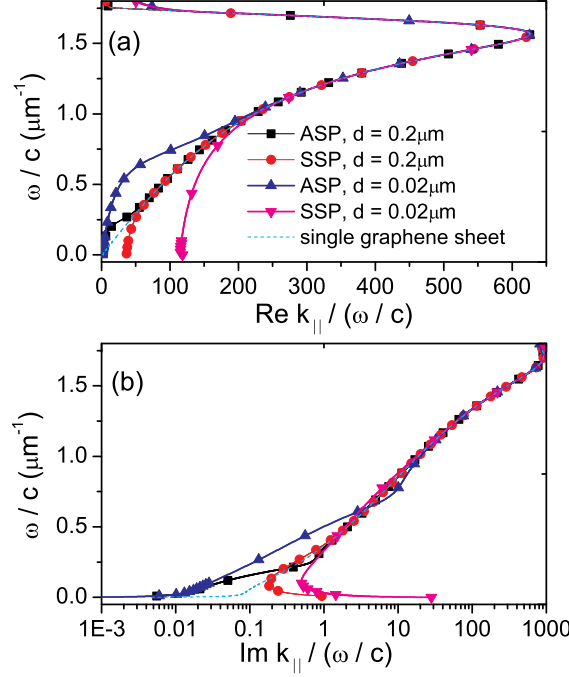 (a)
ω / c (μm⁻¹)
1.5
1.0
0.5
0.0
ASP, d = 0.2μm
SSP, d = 0.2μm
ASP, d = 0.02μm
SSP, d = 0.02μm
single graphene sheet
0 100 200 300 400 500 600
Re k|| / (ω / c)
(b)
ω / c (μm⁻¹)
1.5
1.0
0.5
0.0
1E-3 0.01 0.1 1 10 100 1000
Im k|| / (ω / c)